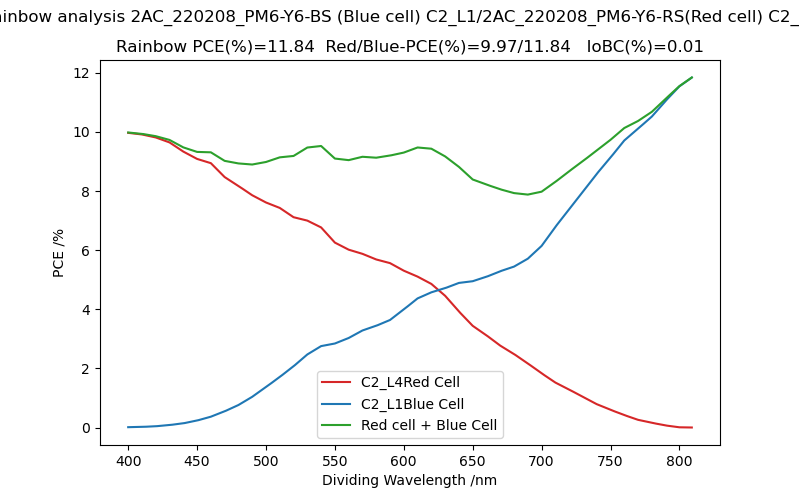 inbow analysis 2AC_220208_PM6-Y6-BS (Blue cell) C2_L1/2AC_220208_PM6-Y6-RS(Red cell) C2_
Rainbow PCE(%)=11.84 Red/Blue-PCE(%)=9.97/11.84 IoBC(%)=0.01
12
10
8
6
4
2
0
PCE /%
C2_L4Red Cell
C2_L1Blue Cell
Red cell + Blue Cell
400 450 500 550 600 650 700 750 800
Dividing Wavelength /nm